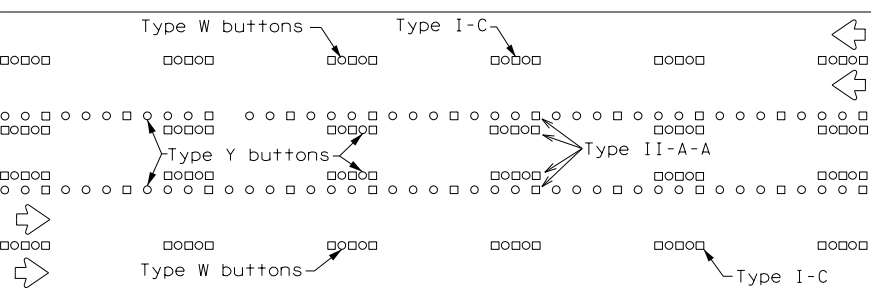 Type W buttons
Type I-C
Type Y buttons
Type II-A-A
Type W buttons
Type I-C